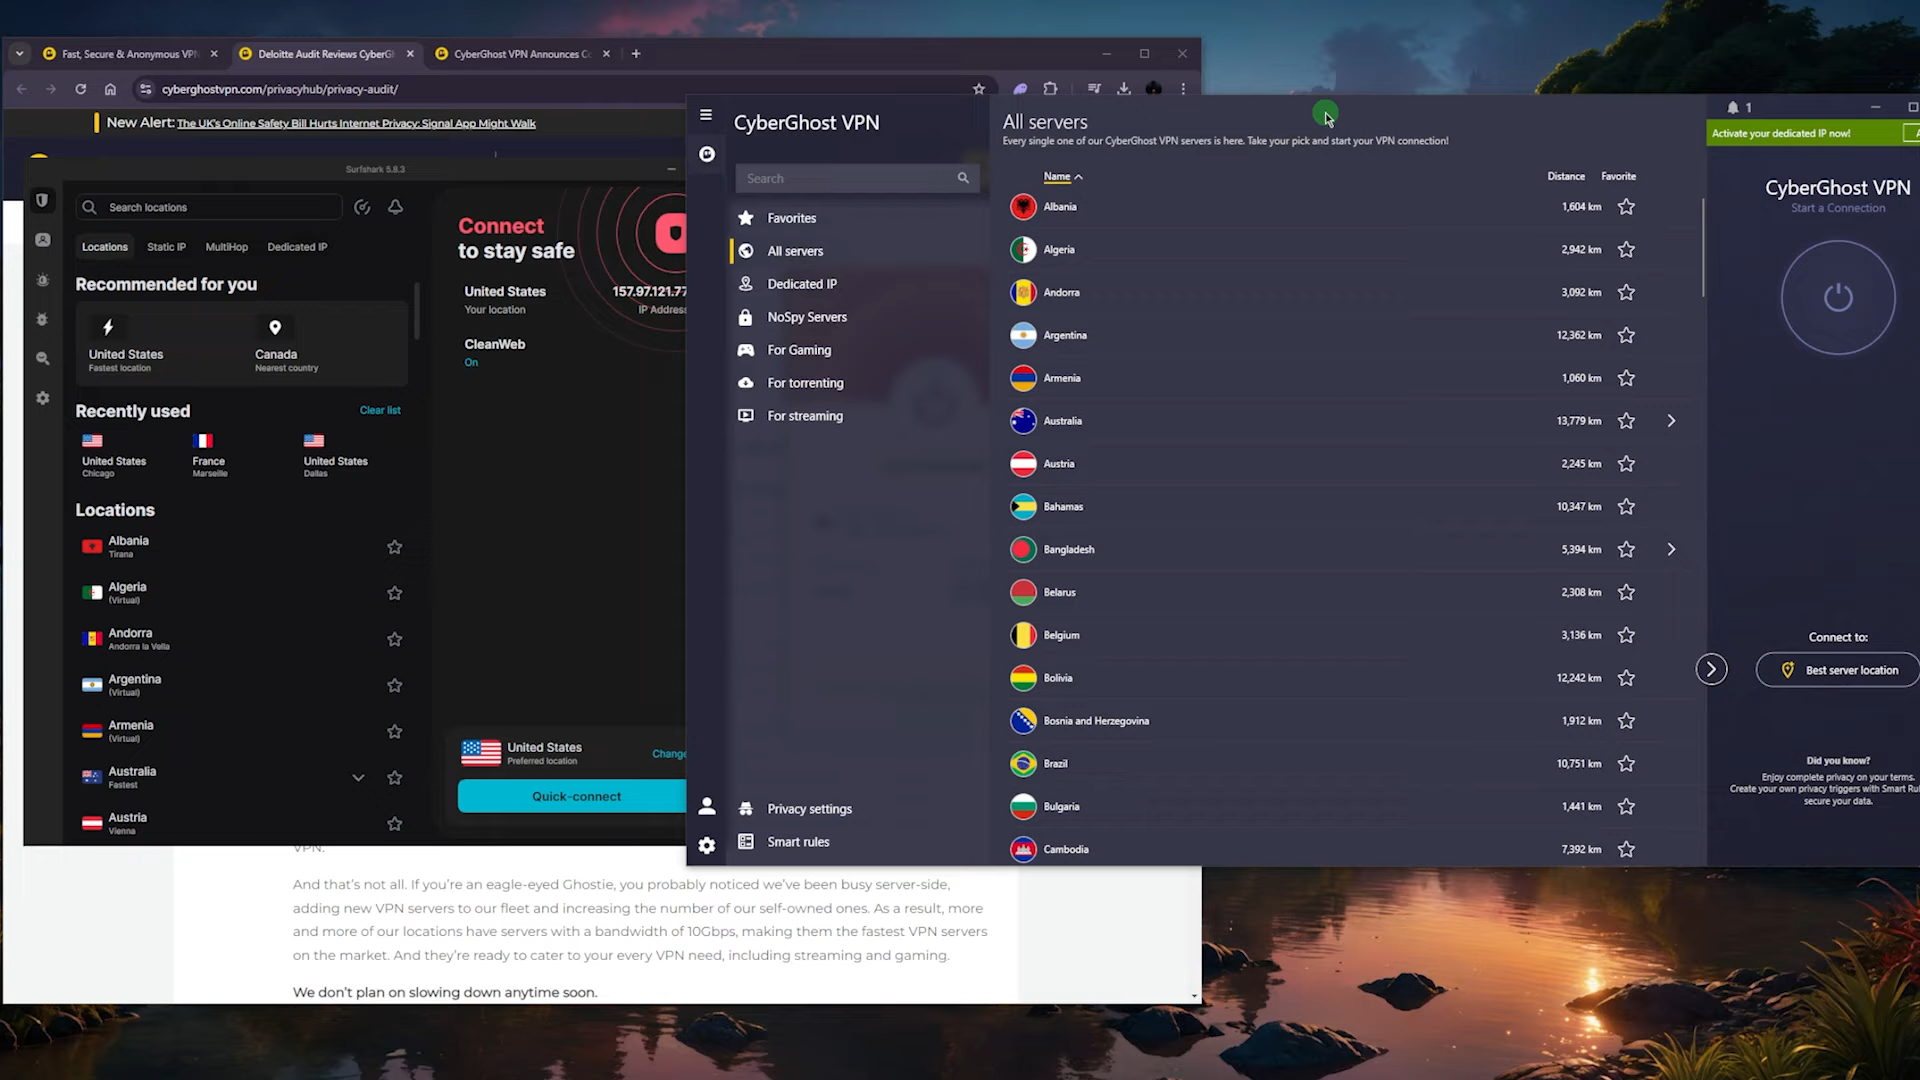 Fast, Secure & Anonymous VPN
Deloitte Audit Reviews CyberG
CyberGhost VPN Announces C
cyberghostvpn.com/privacyhub/privacy-audit/
New Alert: The UK's Online Safety Bill Hurts Internet Privacy: Signal App Might Walk
Surfshark 5.8.3
Search locations
Locations
Static IP
MultiHop
Dedicated IP
Recommended for you
United States
Fastest location
Canada
Nearest country
Recently used
Clear list
United States
Chicago
France
Marseille
United States
Dallas
Locations
Albania
Tirana
Algeria
(Virtual)
Andorra
Andorra la Vella
Argentina
(Virtual)
Armenia
(Virtual)
Australia
Fastest
Austria
Vienna
Connect
to stay safe
United States
Your location
157.97.121.77
IP Address
CleanWeb
On
United States
Preferred location
Change
Quick-connect
CyberGhost VPN
Search
Favorites
All servers
Dedicated IP
NoSpy Servers
For Gaming
For torrenting
For streaming
Privacy settings
Smart rules
All servers
Every single one of our CyberGhost VPN servers is here. Take your pick and start your VPN connection!
Name
Distance
Favorite
Albania 1,604 km
Algeria 2,942 km
Andorra 3,092 km
Argentina 12,362 km
Armenia 1,060 km
Australia 13,779 km
Austria 2,245 km
Bahamas 10,347 km
Bangladesh 5,394 km
Belarus 2,308 km
Belgium 3,136 km
Bolivia 12,242 km
Bosnia and Herzegovina 1,912 km
Brazil 10,751 km
Bulgaria 1,441 km
Cambodia 7,392 km
1
Activate your dedicated IP now!
A
CyberGhost VPN
Start a Connection
Connect to:
Best server location
Did you know?
Enjoy complete privacy on your terms.
Create your own privacy triggers with Smart Rul
secure your data.
VPN.
And that's not all. If you're an eagle-eyed Ghostie, you probably noticed we've been busy server-side,
adding new VPN servers to our fleet and increasing the number of our self-owned ones. As a result, more
and more of our locations have servers with a bandwidth of 10Gbps, making them the fastest VPN servers
on the market. And they're ready to cater to your every VPN need, including streaming and gaming.
We don't plan on slowing down anytime soon.